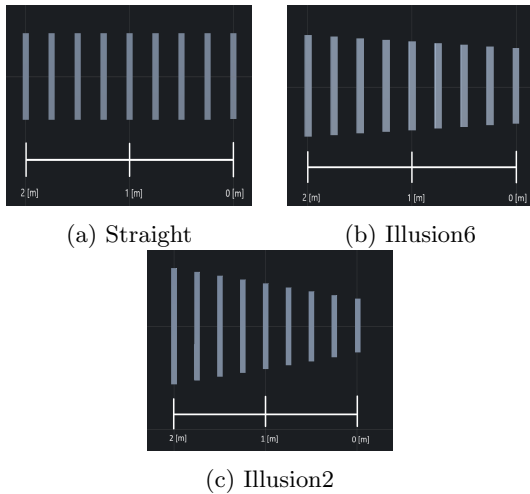 2 [m] 1 [m] 0 [m]
2 [m] 1 [m] 0 [m]
(a) Straight
(b) Illusion6
2 [m] 1 [m] 0 [m]
(c) Illusion2